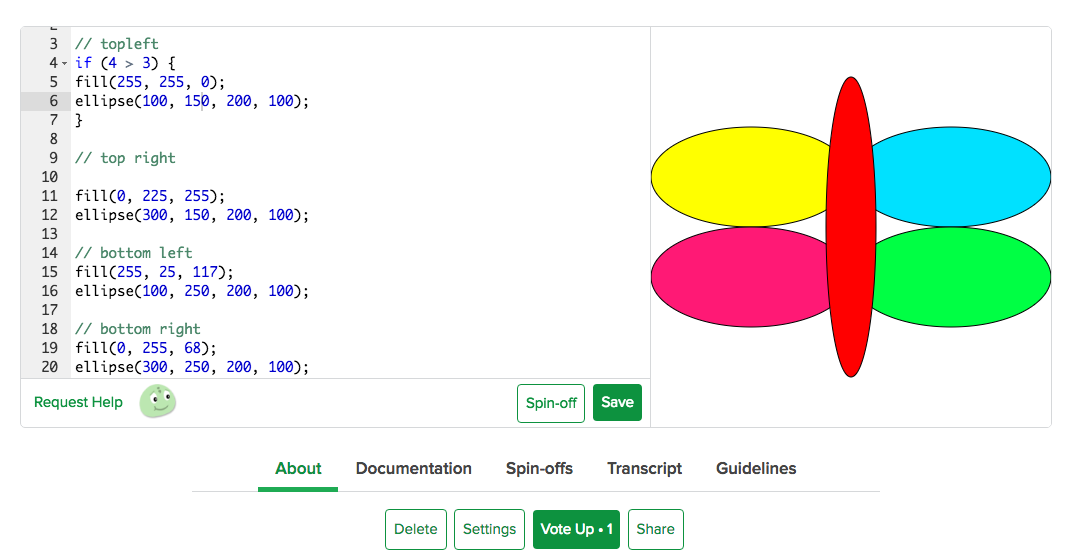 3 // topleft
4 if (4 > 3) {
5 fill(255, 255, 0);
6 ellipse(100, 150, 200, 100);
7 }
8
9 // top right
10
11 fill(0, 225, 255);
12 ellipse(300, 150, 200, 100);
13
14 // bottom left
15 fill(255, 25, 117);
16 ellipse(100, 250, 200, 100);
17
18 // bottom right
19 fill(0, 255, 68);
20 ellipse(300, 250, 200, 100);
Request Help Spin-off Save
About Documentation Spin-offs Transcript Guidelines
Delete Settings Vote Up • 1 Share